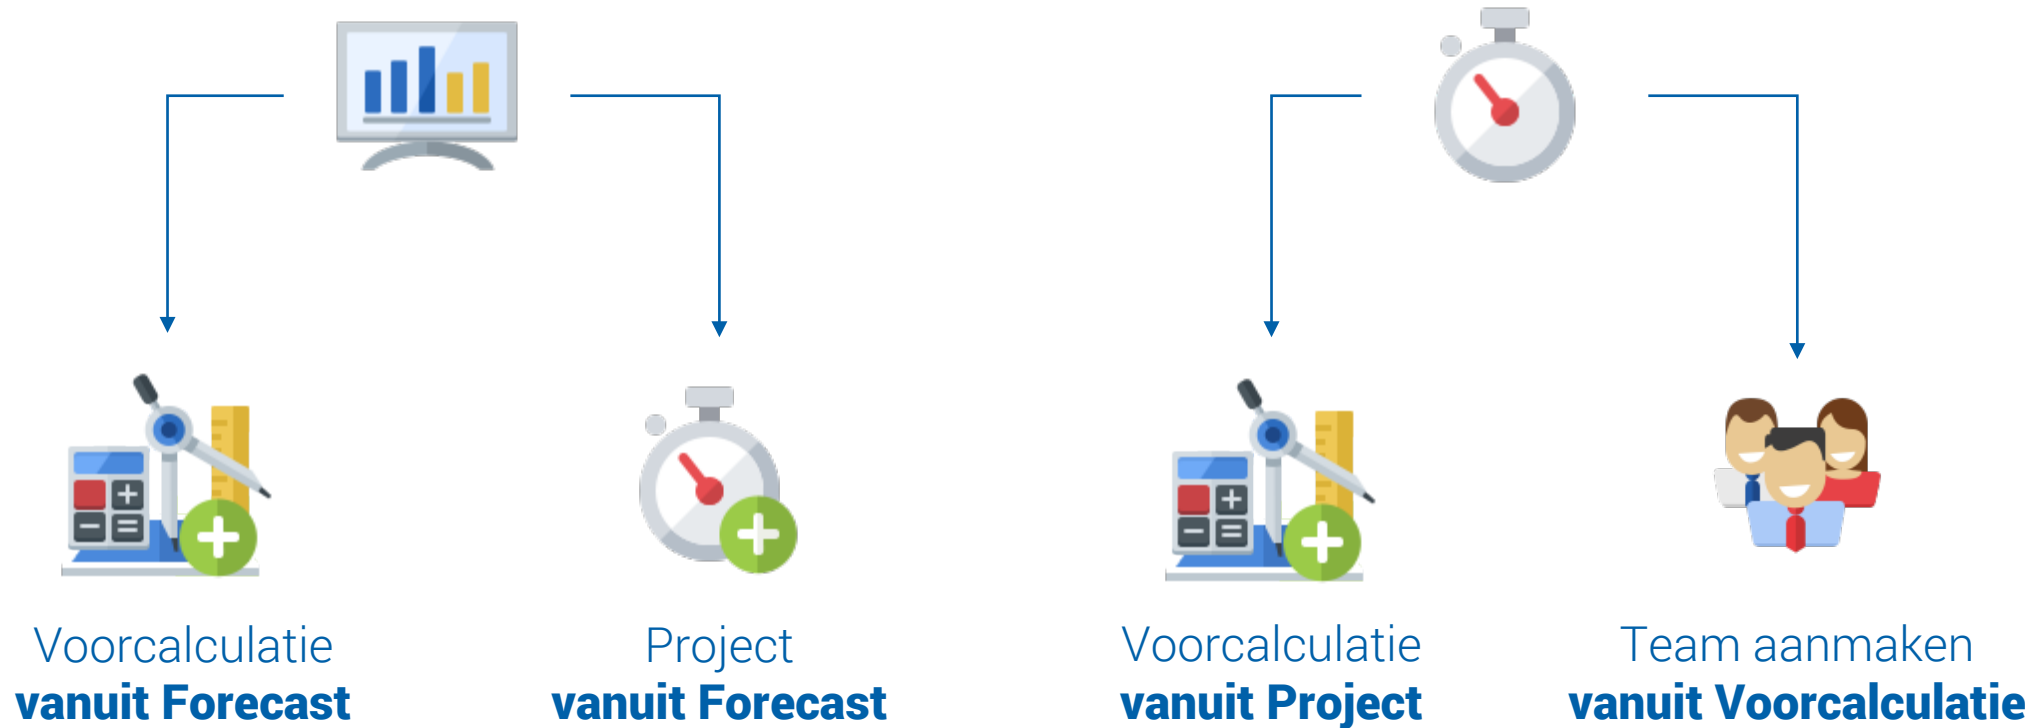 Voorcalculatie
vanuit Forecast
Project
vanuit Forecast
Voorcalculatie
vanuit Project
Team aanmaken
vanuit Voorcalculatie